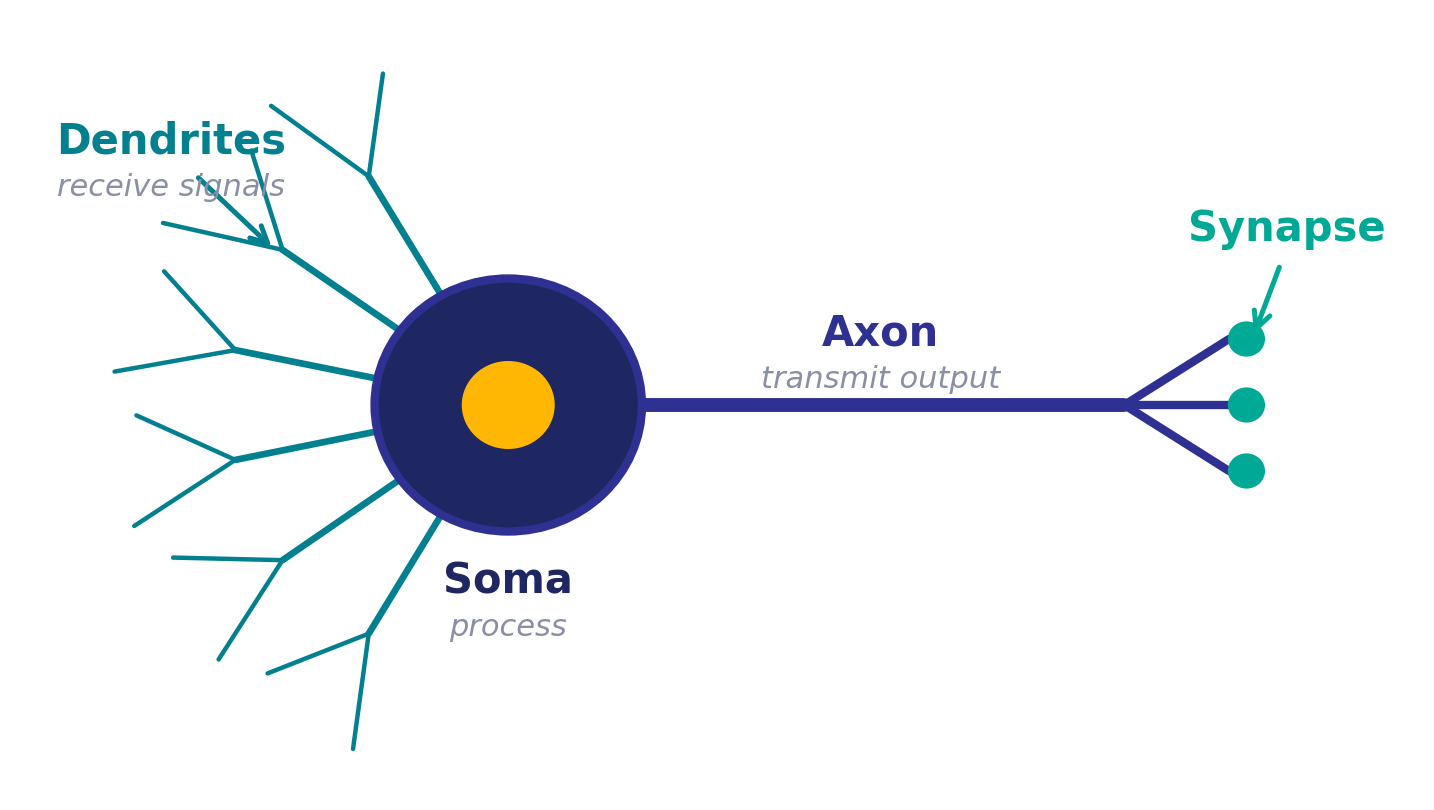 Dendrites
receive signals
Synapse
Axon
transmit output
Soma
process